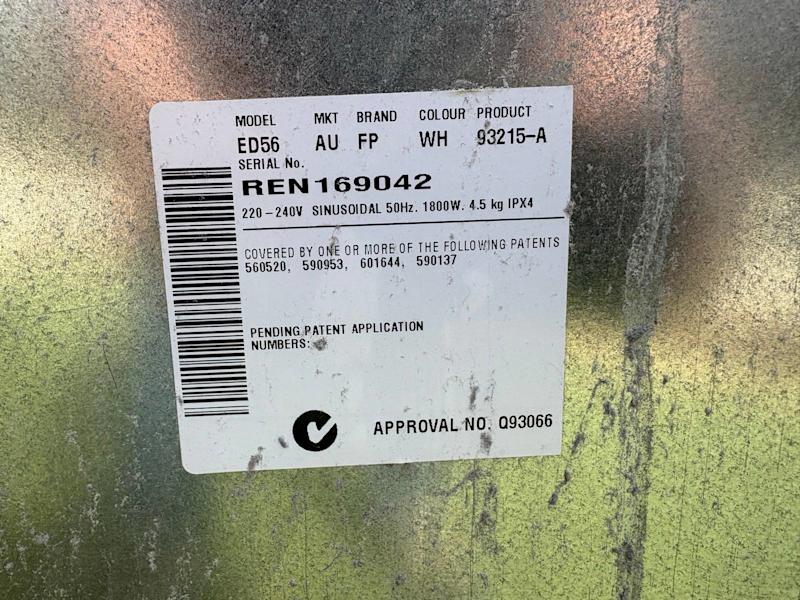 MODEL MKT BRAND COLOUR PRODUCT
ED56 AU FP WH 93215-A
SERIAL No.
REN169042
220-240V SINUSOIDAL 50Hz. 1800W. 4.5 kg IPX4
COVERED BY ONE OR MORE OF THE FOLLOWING PATENTS
560520, 590953, 601644, 590137
PENDING PATENT APPLICATION
NUMBERS:
APPROVAL NO. Q93066